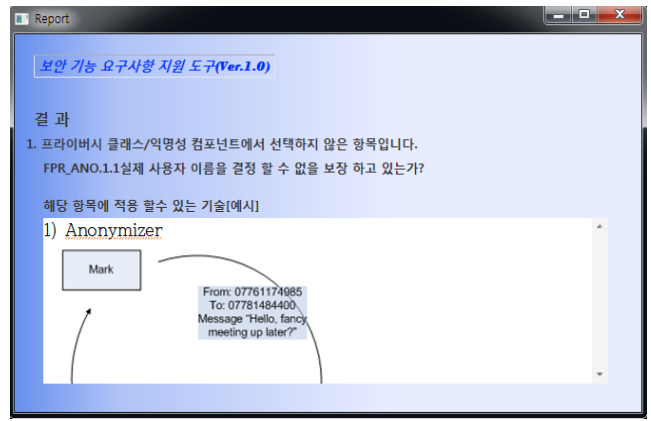 Report
보안 기능 요구사항 지원 도구(Ver.1.0)
결 과
1. 프라이버시 클래스/익명성 컴포넌트에서 선택하지 않은 항목입니다.
FPR_ANO.1.1실제 사용자 이름을 결정 할 수 없을 보장 하고 있는가?
해당 항목에 적용 할수 있는 기술[예시]
1) Anonymizer
Mark
From: 07761174985
To: 07781484400
Message "Hello, fancy
meeting up later?"